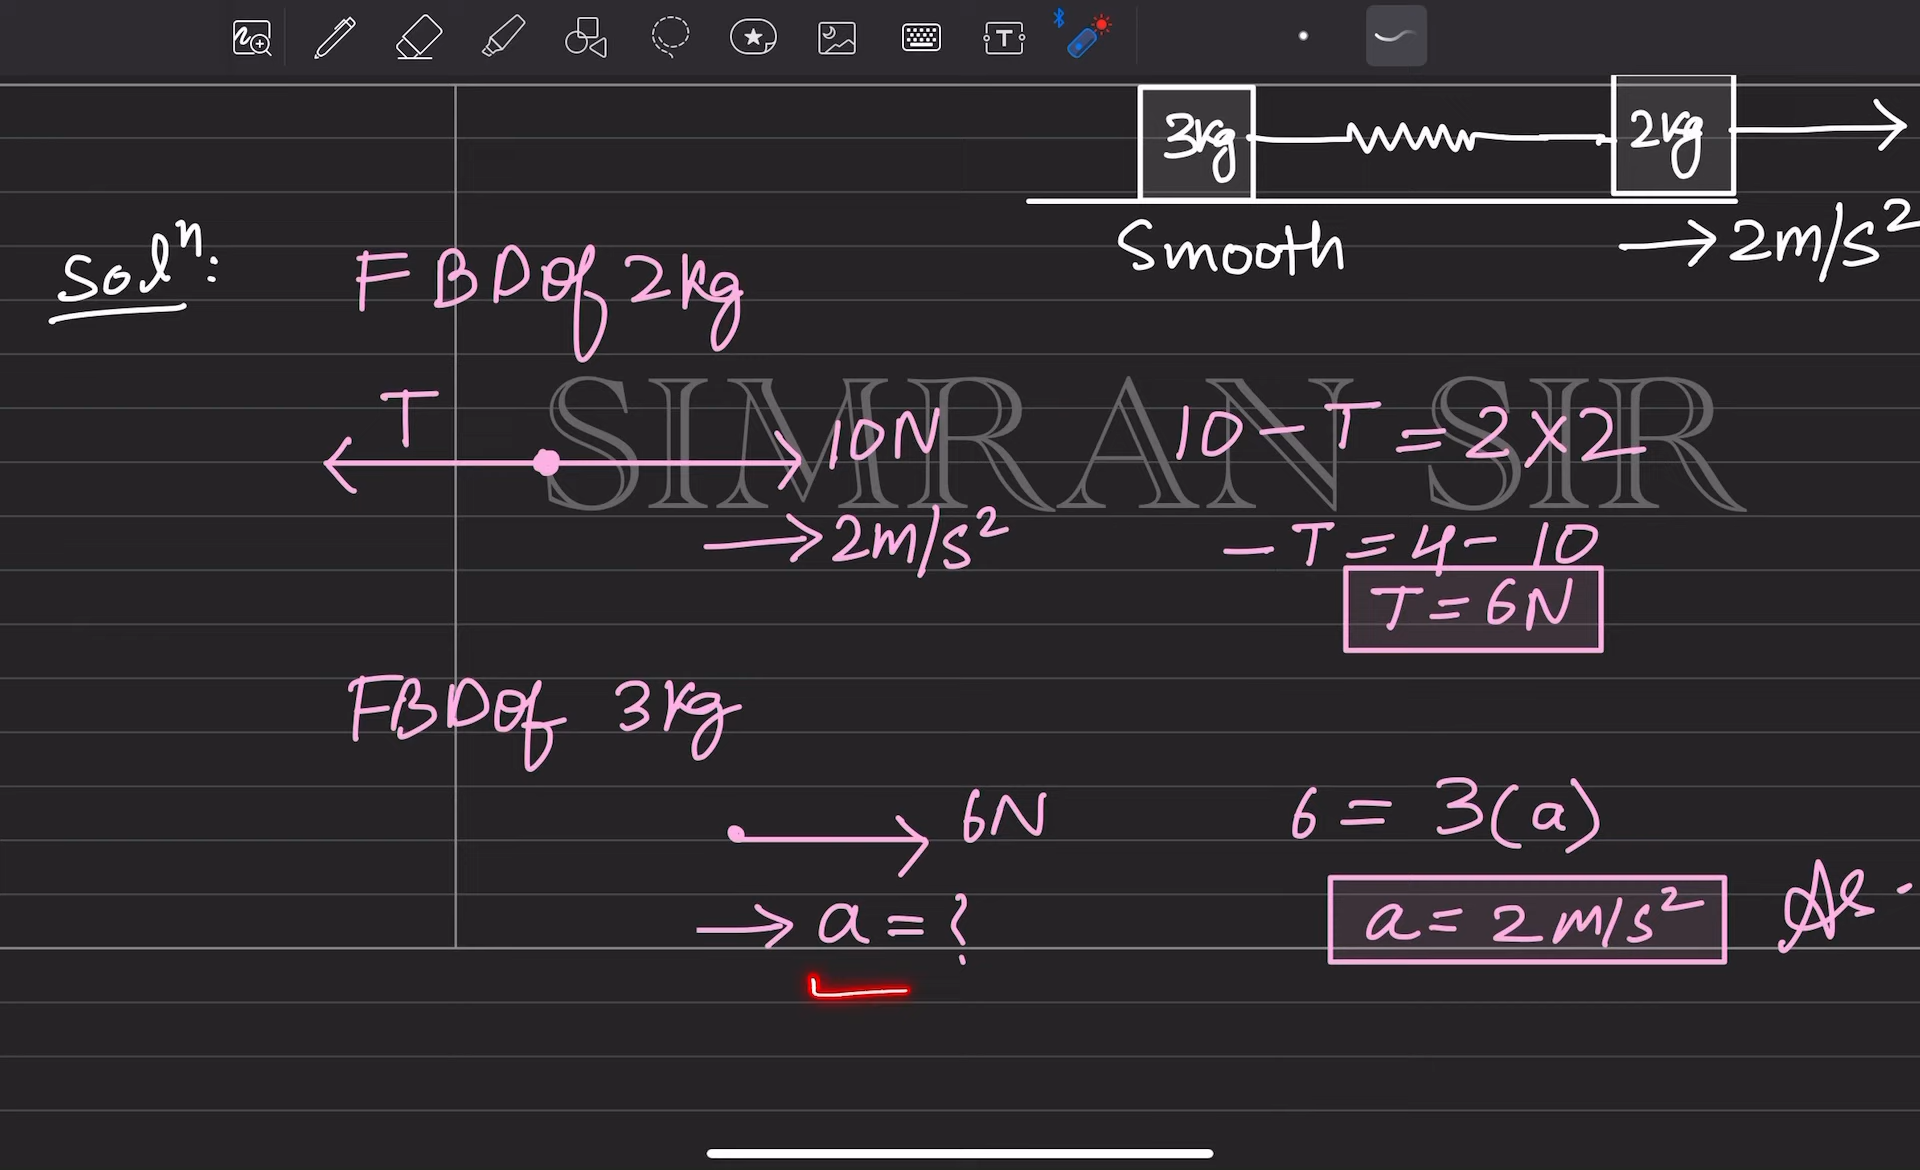 3kg 2kg
Smooth → 2m/s²
Solⁿ: FBD of 2kg
SIMRAN SIR
T 10N 10 - T = 2 × 2
→ 2m/s² - T = 4 - 10
T = 6N
FBD of 3kg
6N 6 = 3(a)
→ a = ? a = 2 m/s²